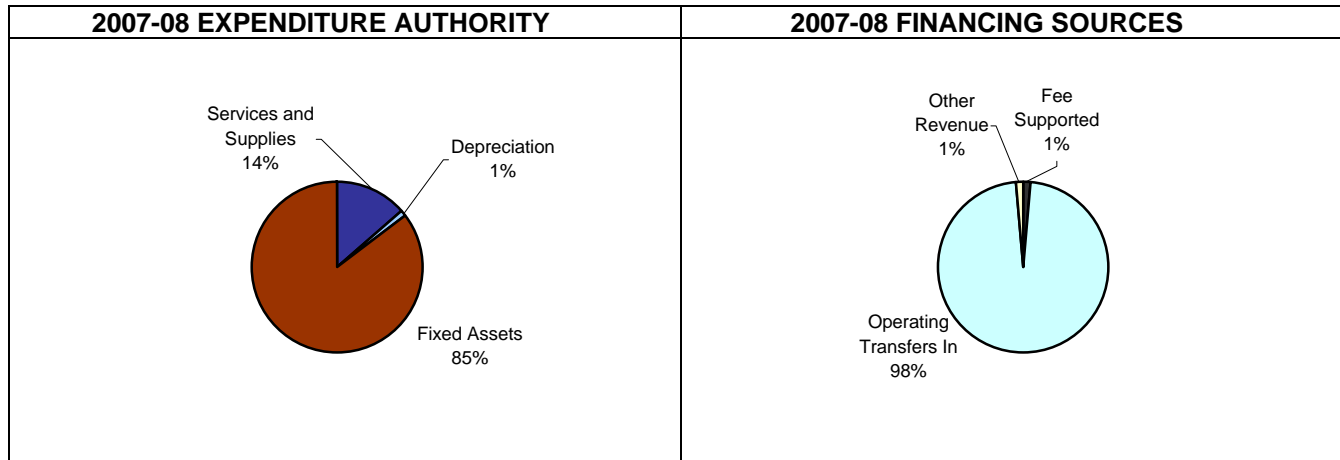 2007-08 EXPENDITURE AUTHORITY
Services and
Supplies
14%
Depreciation
1%
Fixed Assets
85%
2007-08 FINANCING SOURCES
Other
Revenue
1%
Fee
Supported
1%
Operating
Transfers In
98%